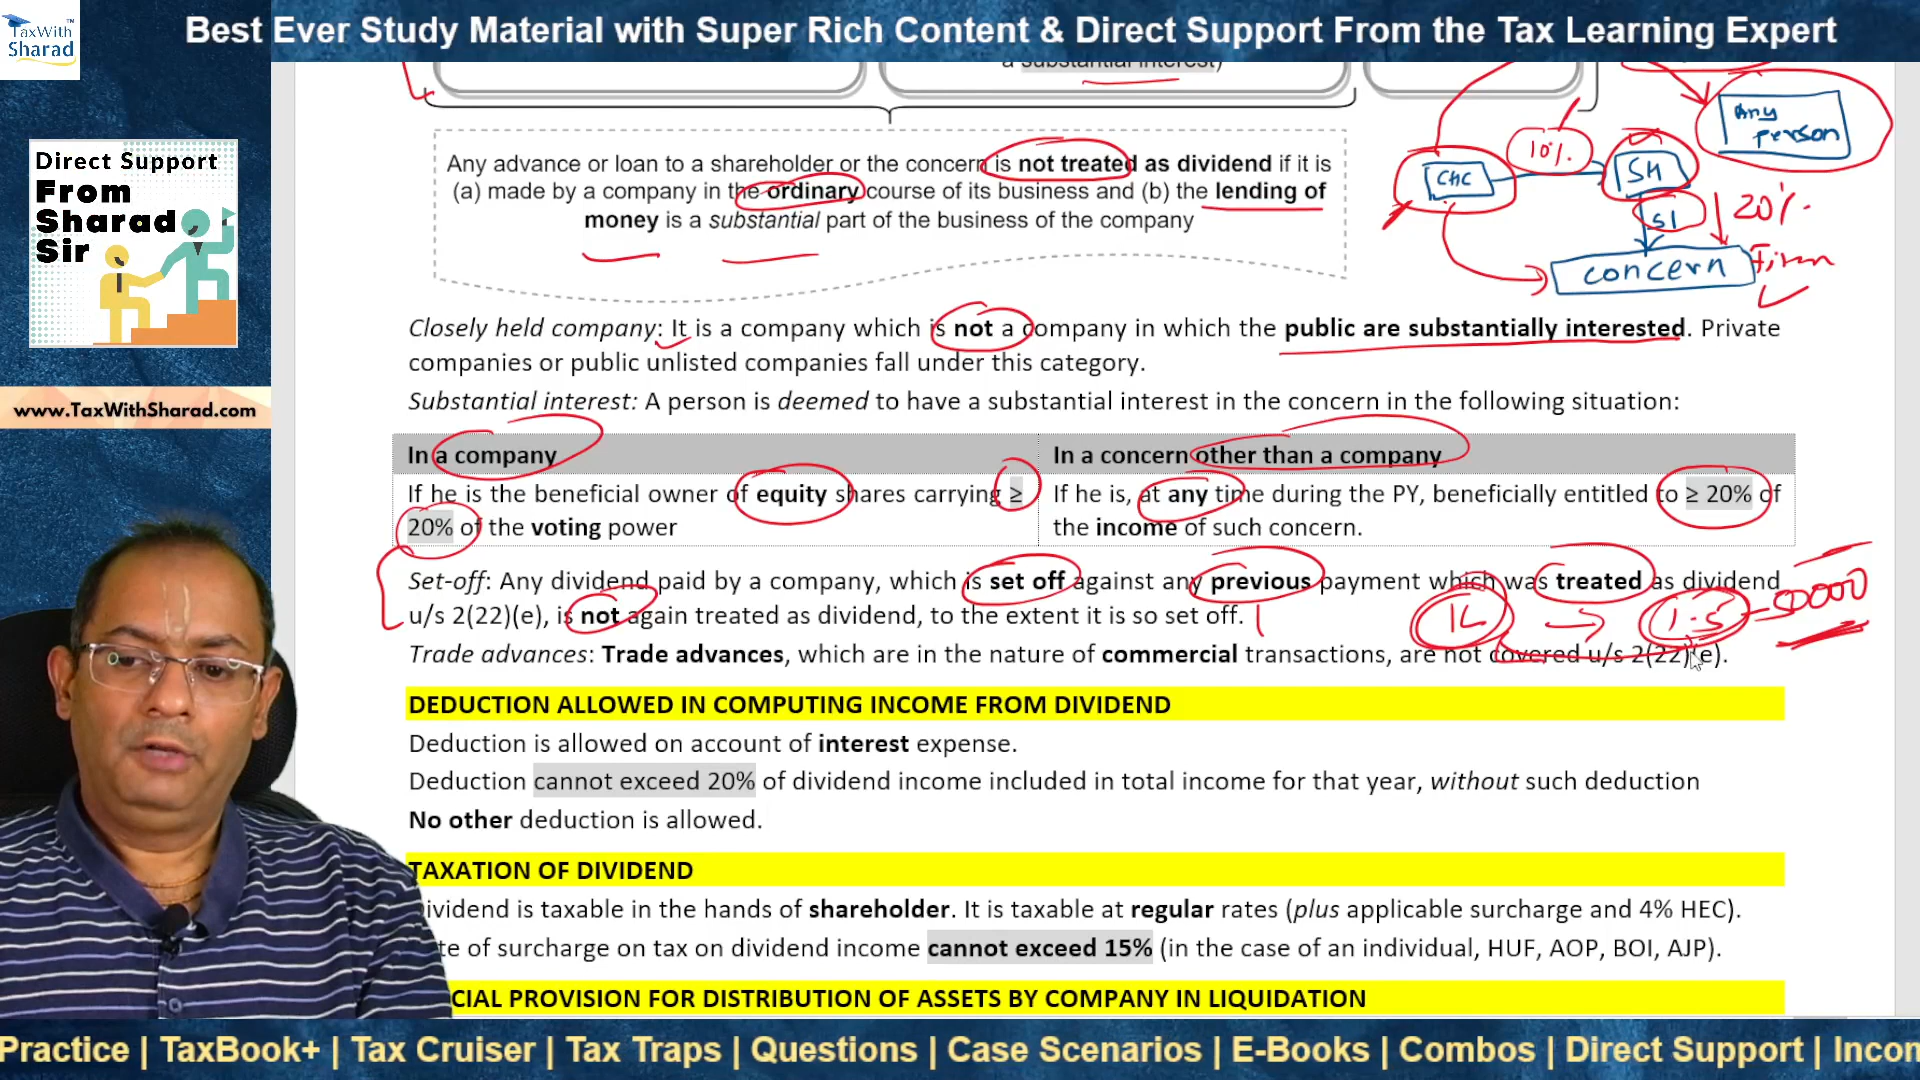 TaxWith
Sharad
Best Ever Study Material with Super Rich Content & Direct Support From the Tax Learning Expert
Direct Support
From
Sharad
Sir
www.TaxWithSharad.com
a substantial interest)
Any advance or loan to a shareholder or the concern is not treated as dividend if it is
(a) made by a company in the ordinary course of its business and (b) the lending of
money is a substantial part of the business of the company
Any
person
10%
CHC
SH
SI
20%
concern
Firm
Closely held company: It is a company which is not a company in which the public are substantially interested. Private
companies or public unlisted companies fall under this category.
Substantial interest: A person is deemed to have a substantial interest in the concern in the following situation:
In a company
In a concern other than a company
If he is the beneficial owner of equity shares carrying ≥
20% of the voting power
If he is, at any time during the PY, beneficially entitled to ≥ 20% of
the income of such concern.
Set-off: Any dividend paid by a company, which is set off against any previous payment which was treated as dividend
u/s 2(22)(e), is not again treated as dividend, to the extent it is so set off.
1L → 1.5 - 50000
Trade advances: Trade advances, which are in the nature of commercial transactions, are not covered u/s 2(22)(e).
DEDUCTION ALLOWED IN COMPUTING INCOME FROM DIVIDEND
Deduction is allowed on account of interest expense.
Deduction cannot exceed 20% of dividend income included in total income for that year, without such deduction
No other deduction is allowed.
TAXATION OF DIVIDEND
ividend is taxable in the hands of shareholder. It is taxable at regular rates (plus applicable surcharge and 4% HEC).
te of surcharge on tax on dividend income cannot exceed 15% (in the case of an individual, HUF, AOP, BOI, AJP).
CIAL PROVISION FOR DISTRIBUTION OF ASSETS BY COMPANY IN LIQUIDATION
Practice | TaxBook+ | Tax Cruiser | Tax Traps | Questions | Case Scenarios | E-Books | Combos | Direct Support | Incom